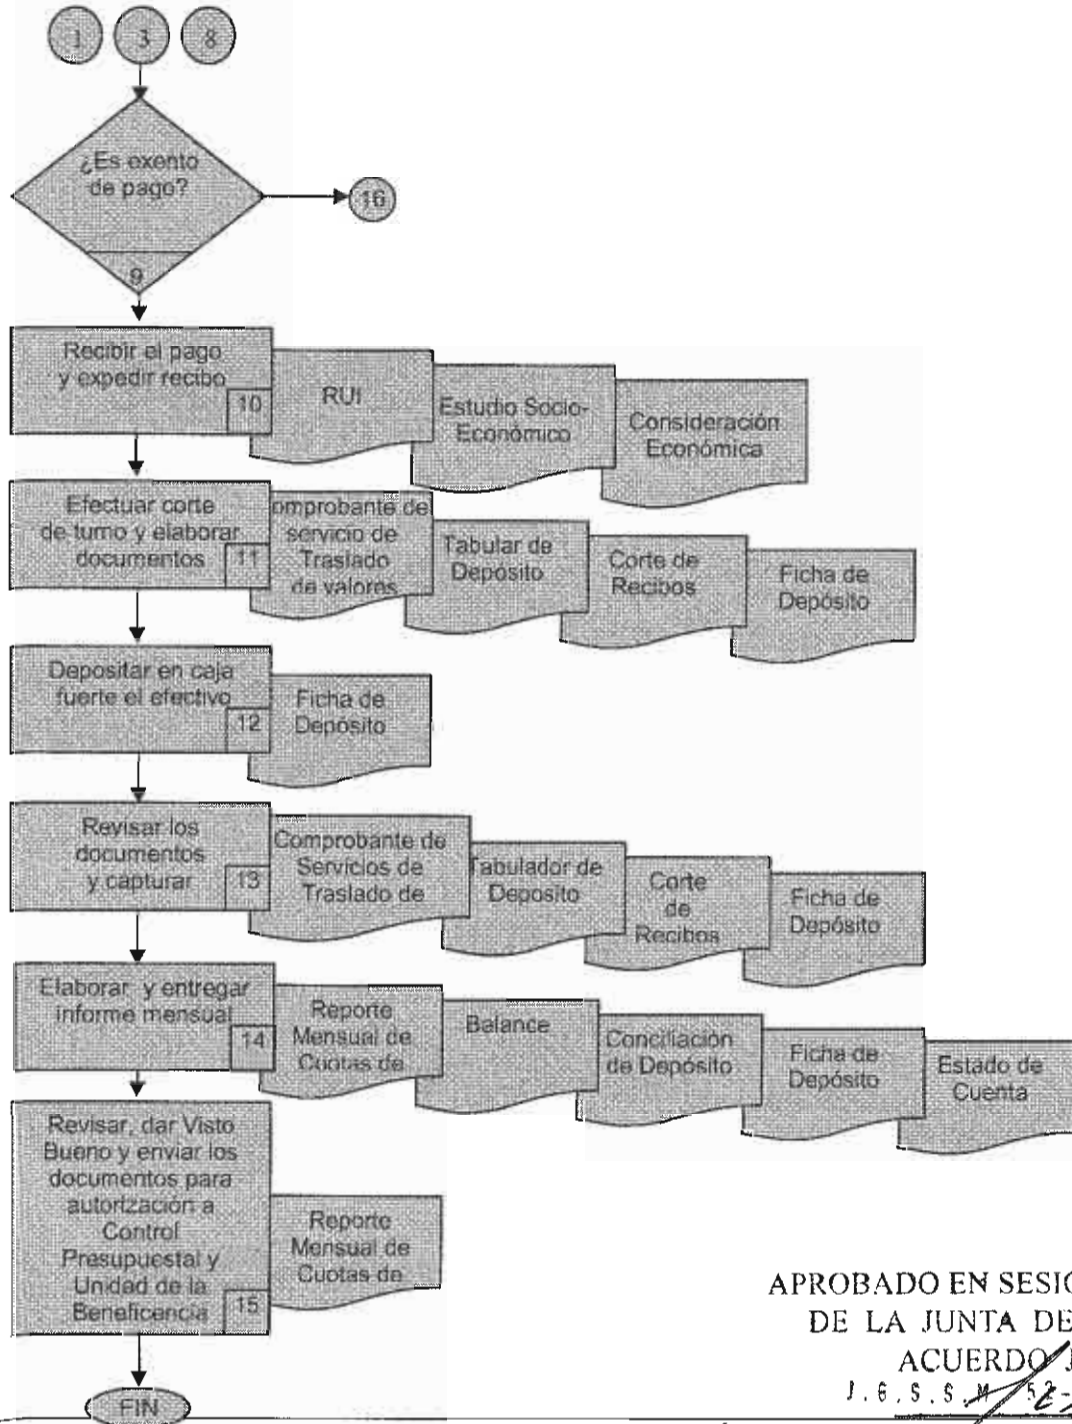 1 3 8
¿Es exento
de pago?
9
16
Recibir el pago
y expedir recibo
10
RUI
Estudio Socio-
Económico
Consideración
Económica
Efectuar corte
de turno y elaborar
documentos
11
omprobante de
servicio de
Traslado
de valores
Tabular de
Depósito
Corte de
Recibos
Ficha de
Depósito
Depositar en caja
fuerte el efectivo
12
Ficha de
Depósito
Revisar los
documentos
y capturar
13
Comprobante de
Servicios de
Traslado de
Tabulador de
Deposito
Corte
de
Recibos
Ficha de
Depósito
Elaborar y entregar
informe mensual
14
Reporte
Mensual de
Cuotas de
Balance
Conciliación
de Depósito
Ficha de
Depósito
Estado de
Cuenta
Revisar, dar Visto
Bueno y enviar los
documentos para
autorización a
Control
Presupuestal y
Unidad de la
Beneficencia
15
Reporte
Mensual de
Cuotas de
FIN
APROBADO EN SESIÓ
DE LA JUNTA DE
ACUERDO
J.G.S.S.M 52-